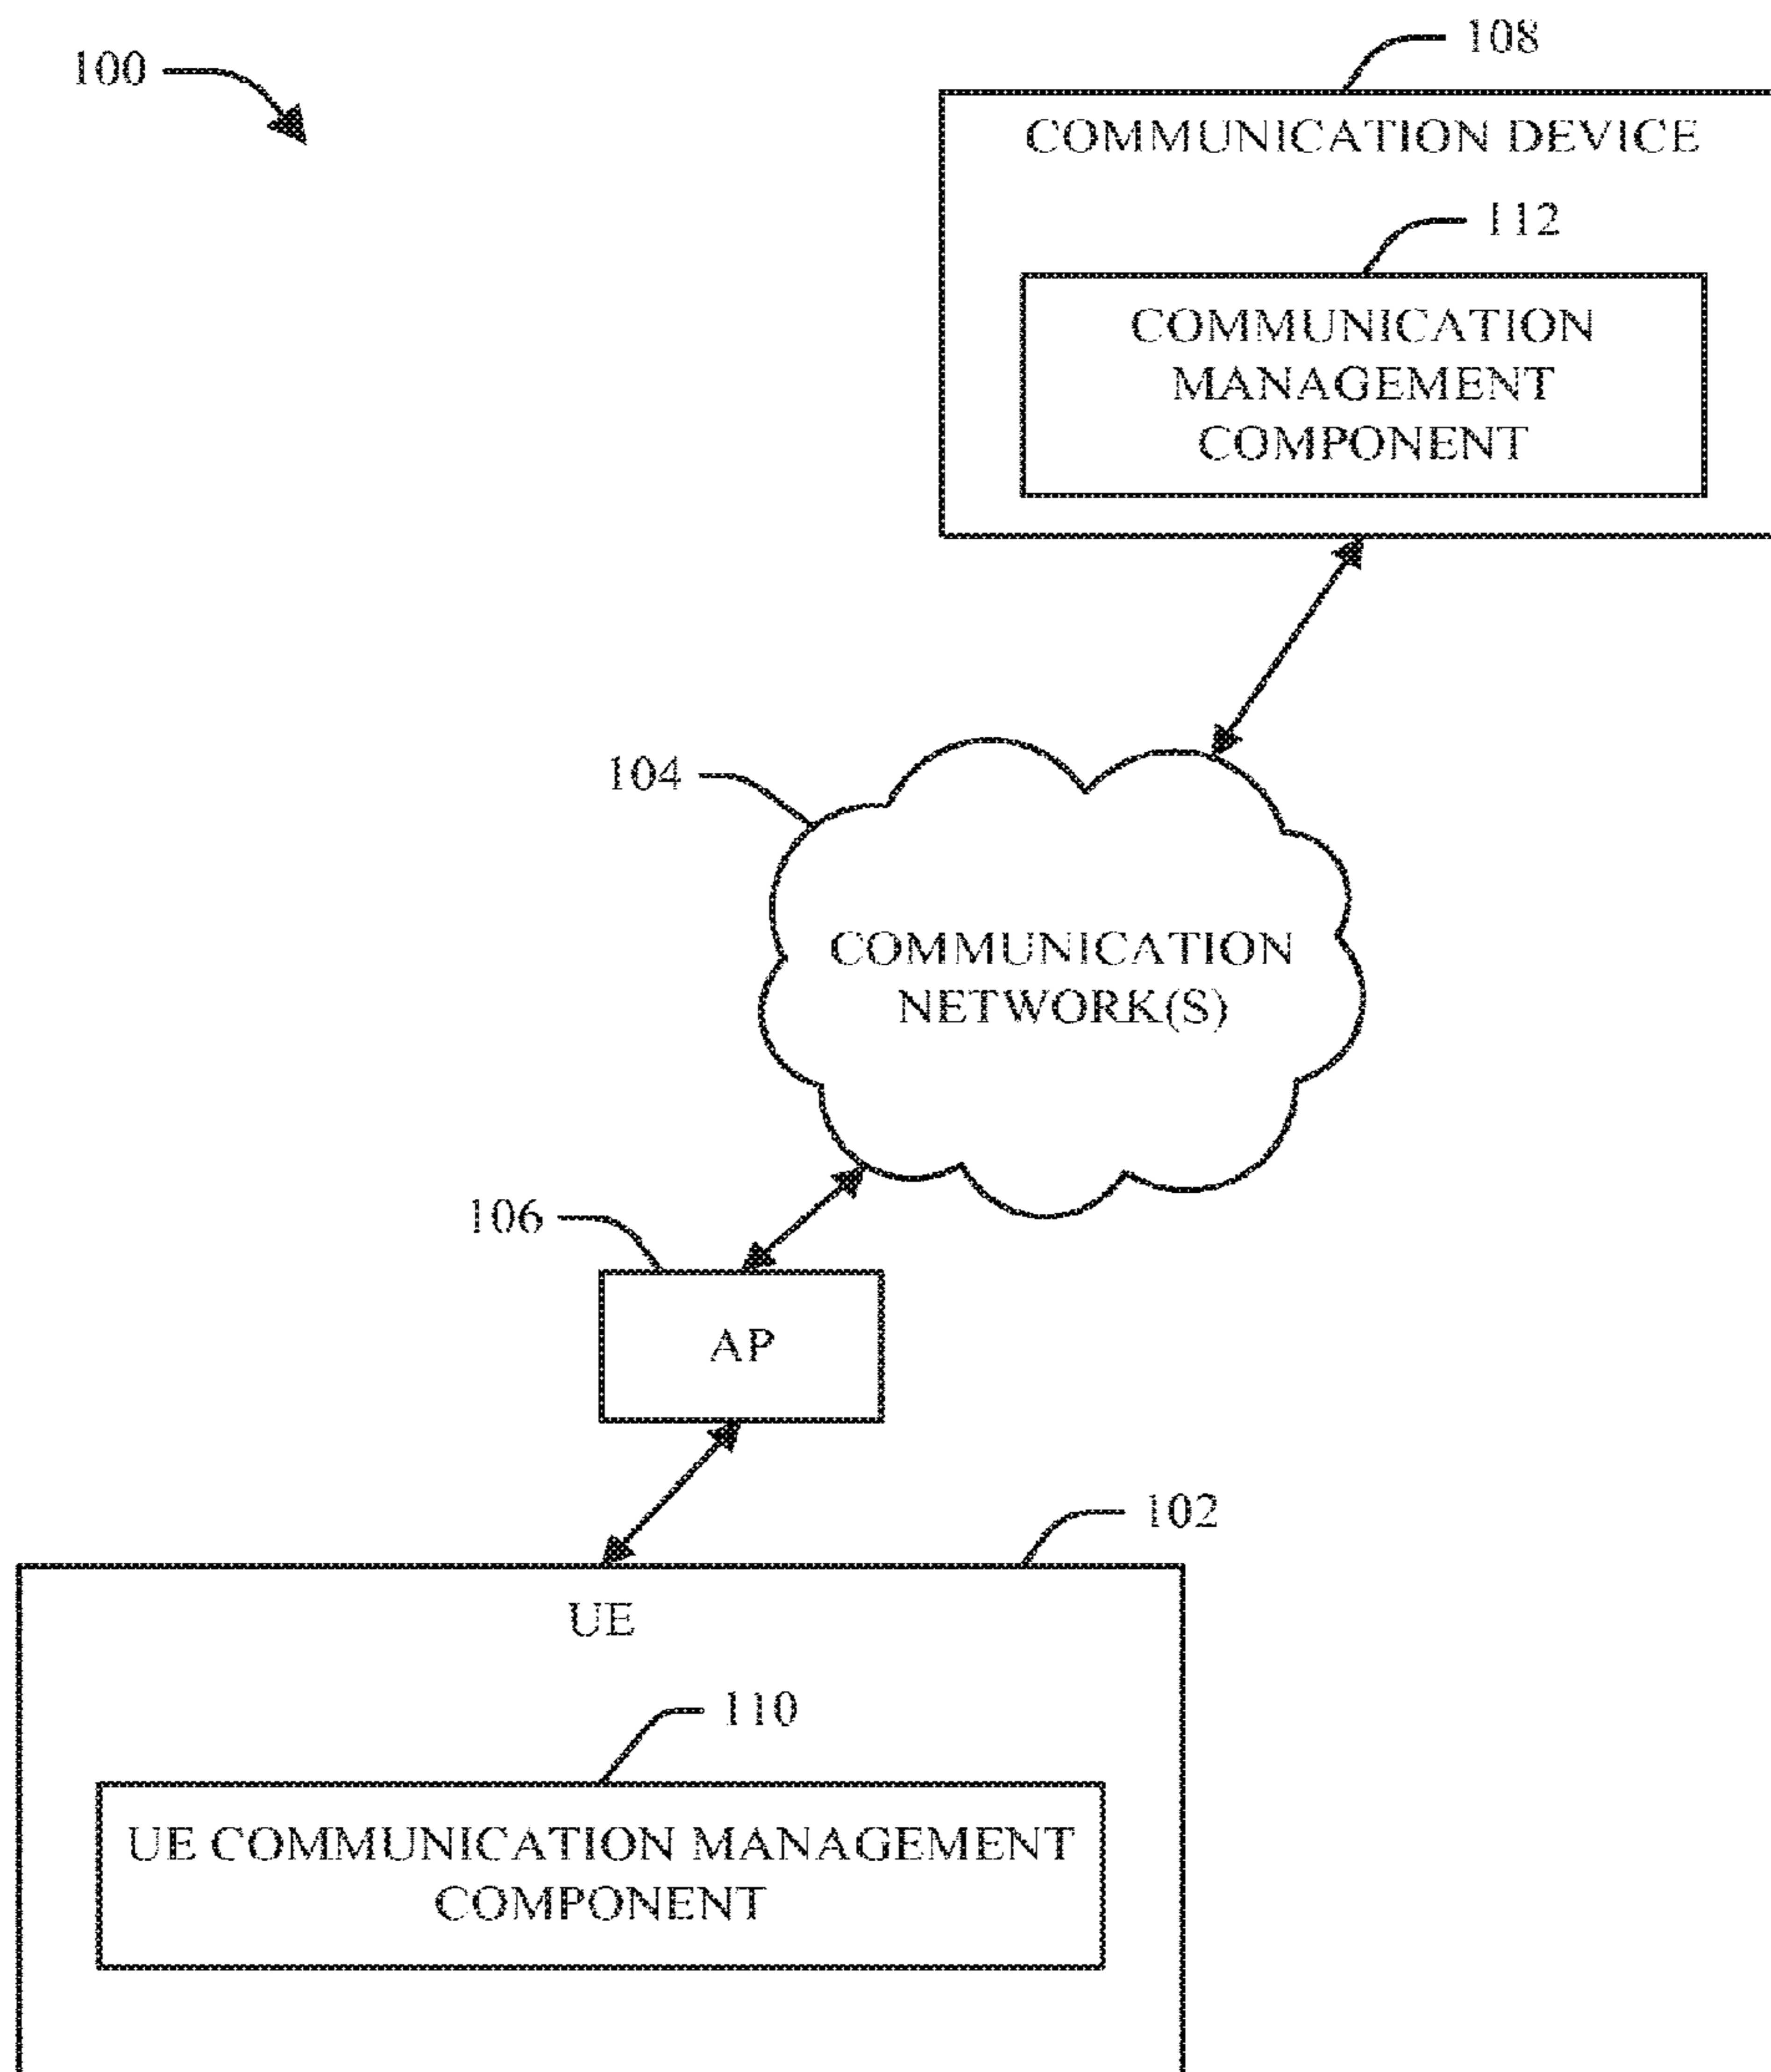 100
108
COMMUNICATION DEVICE
112
COMMUNICATION
MANAGEMENT
COMPONENT
104
COMMUNICATION
NETWORK(S)
106
AP
102
UE
110
UE COMMUNICATION MANAGEMENT
COMPONENT